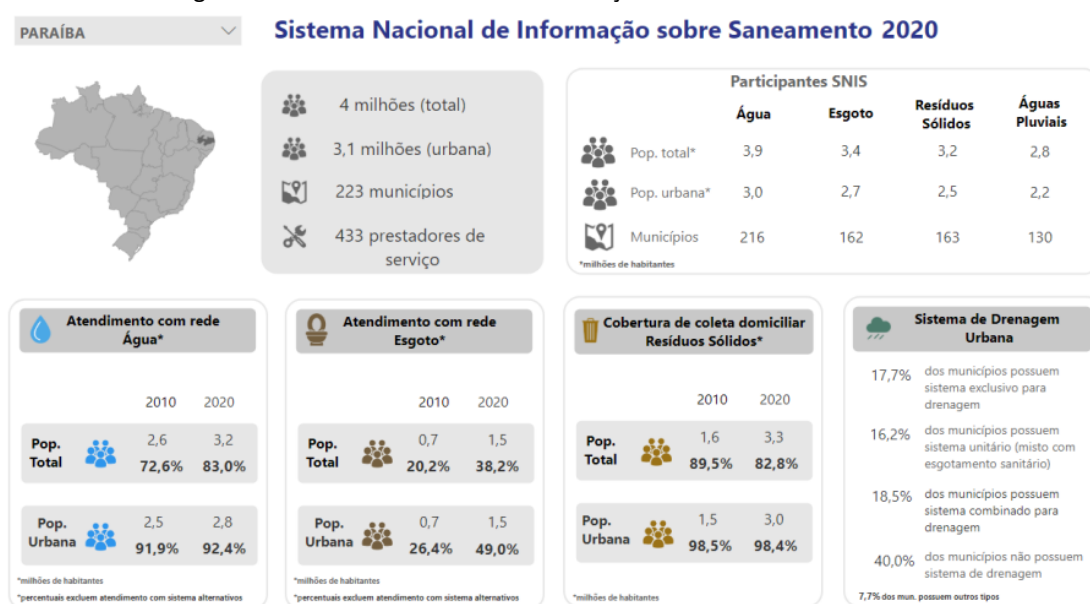 PARAÍBA
Sistema Nacional de Informação sobre Saneamento 2020
4 milhões (total)
3,1 milhões (urbana)
223 municípios
433 prestadores de
serviço
Participantes SNIS
Água Esgoto Resíduos Sólidos Águas Pluviais
Pop. total* 3,9 3,4 3,2 2,8
Pop. urbana* 3,0 2,7 2,5 2,2
Municípios 216 162 163 130
*milhões de habitantes
Atendimento com rede
Água*
2010 2020
Pop. Total 2,6 3,2
72,6% 83,0%
Pop. Urbana 2,5 2,8
91,9% 92,4%
*milhões de habitantes
*percentuais excluem atendimento com sistema alternativos
Atendimento com rede
Esgoto*
2010 2020
Pop. Total 0,7 1,5
20,2% 38,2%
Pop. Urbana 0,7 1,5
26,4% 49,0%
*milhões de habitantes
*percentuais excluem atendimento com sistema alternativos
Cobertura de coleta domiciliar
Resíduos Sólidos*
2010 2020
Pop. Total 1,6 3,3
89,5% 82,8%
Pop. Urbana 1,5 3,0
98,5% 98,4%
*milhões de habitantes
Sistema de Drenagem
Urbana
17,7% dos municípios possuem
sistema exclusivo para
drenagem
16,2% dos municípios possuem
sistema unitário (misto com
esgotamento sanitário)
18,5% dos municípios possuem
sistema combinado para
drenagem
40,0% dos municípios não possuem
sistema de drenagem
7,7% dos mun. possuem outros tipos